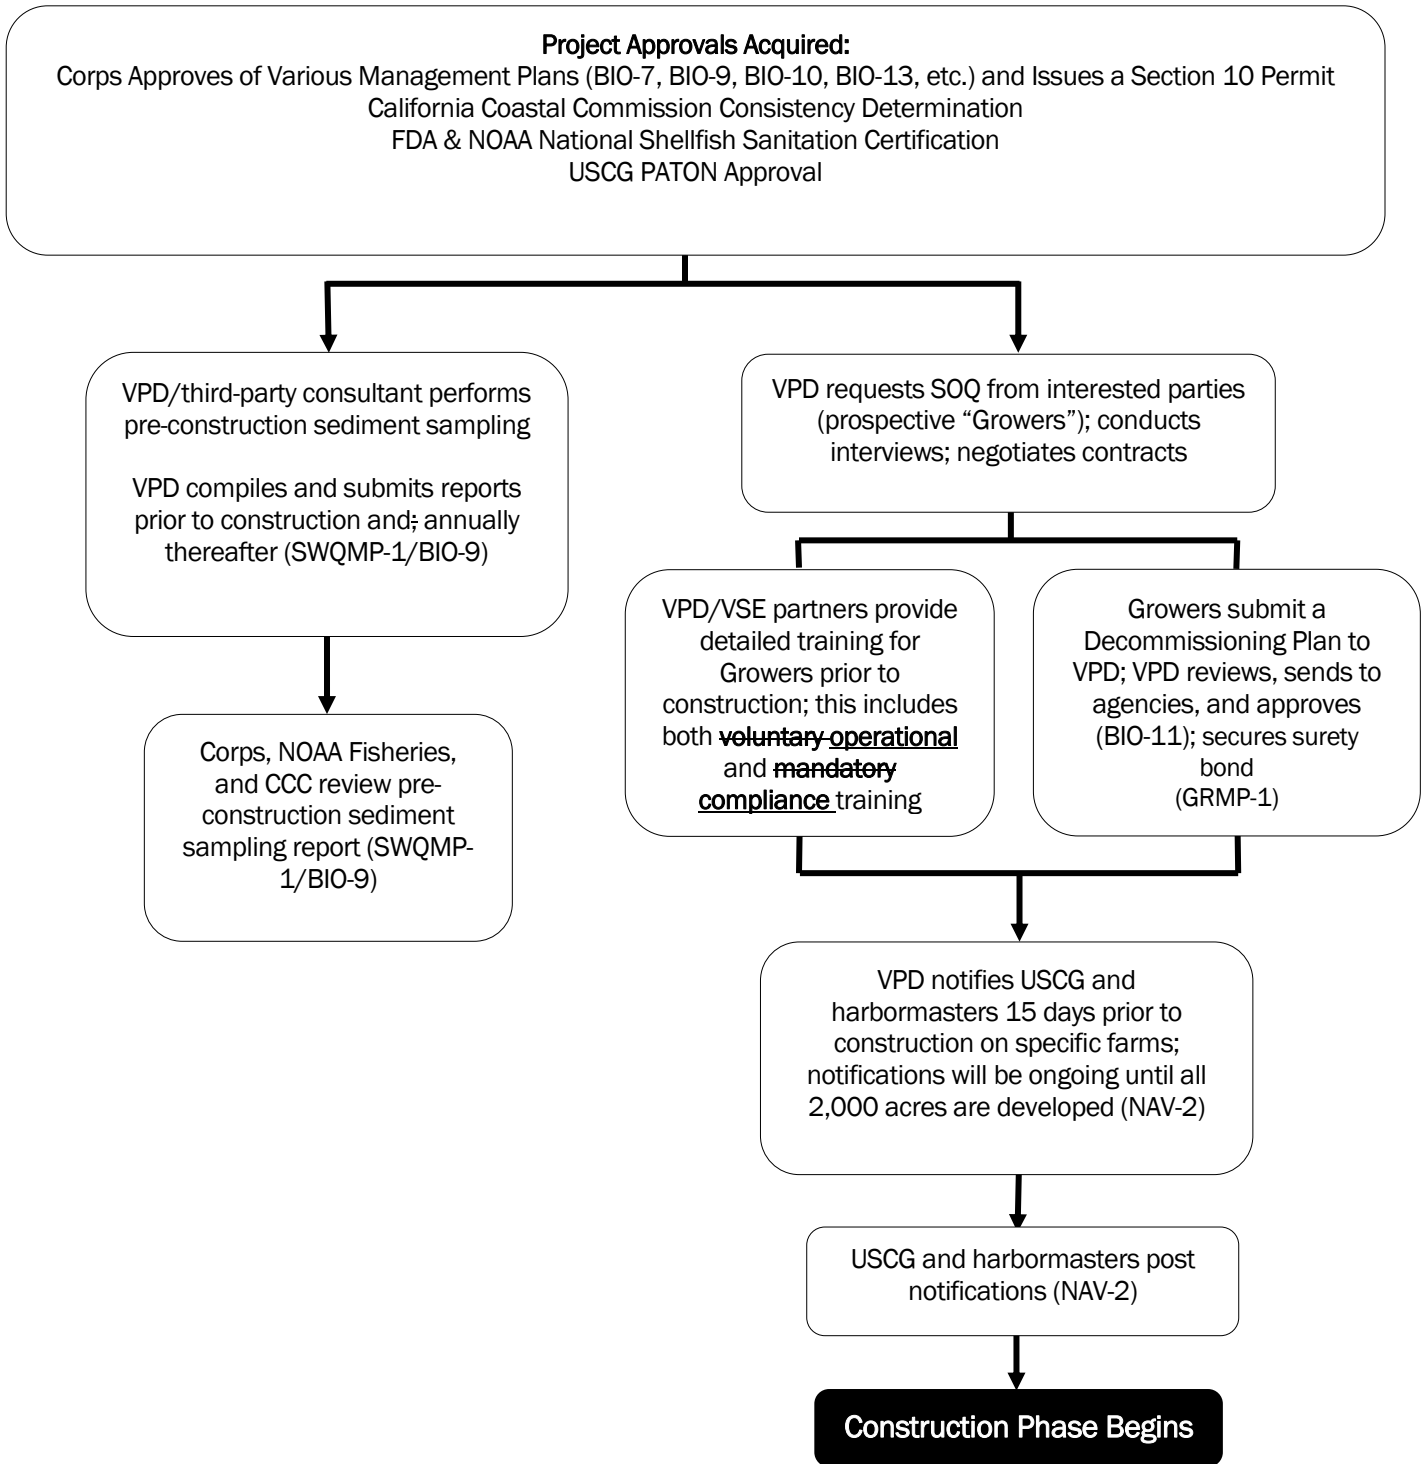 Project Approvals Acquired:
Corps Approves of Various Management Plans (BIO-7, BIO-9, BIO-10, BIO-13, etc.) and Issues a Section 10 Permit
California Coastal Commission Consistency Determination
FDA & NOAA National Shellfish Sanitation Certification
USCG PATON Approval
VPD/third-party consultant performs
pre-construction sediment sampling
VPD compiles and submits reports
prior to construction and; annually
thereafter (SWQMP-1/BIO-9)
Corps, NOAA Fisheries,
and CCC review pre-
construction sediment
sampling report (SWQMP-
1/BIO-9)
VPD requests SOQ from interested parties
(prospective “Growers”); conducts
interviews; negotiates contracts
VPD/VSE partners provide
detailed training for
Growers prior to
construction; this includes
both voluntary operational
and mandatory
compliance training
Growers submit a
Decommissioning Plan to
VPD; VPD reviews, sends to
agencies, and approves
(BIO-11); secures surety
bond
(GRMP-1)
VPD notifies USCG and
harbormasters 15 days prior to
construction on specific farms;
notifications will be ongoing until all
2,000 acres are developed (NAV-2)
USCG and harbormasters post
notifications (NAV-2)
Construction Phase Begins